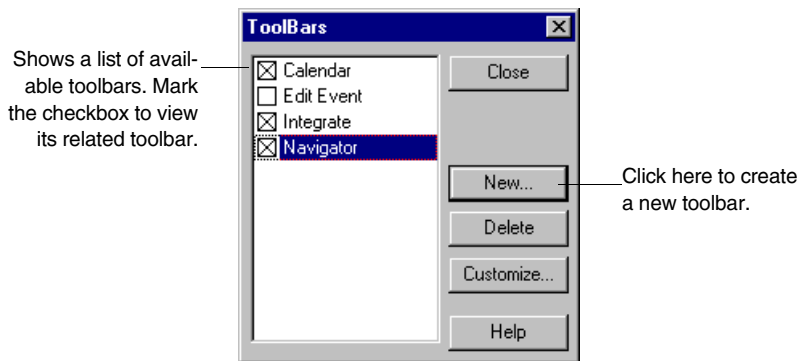 ToolBars
Shows a list of avail-
able toolbars. Mark
the checkbox to view
its related toolbar.
Calendar
Edit Event
Integrate
Navigator
Close
New...
Delete
Customize...
Help
Click here to create
a new toolbar.